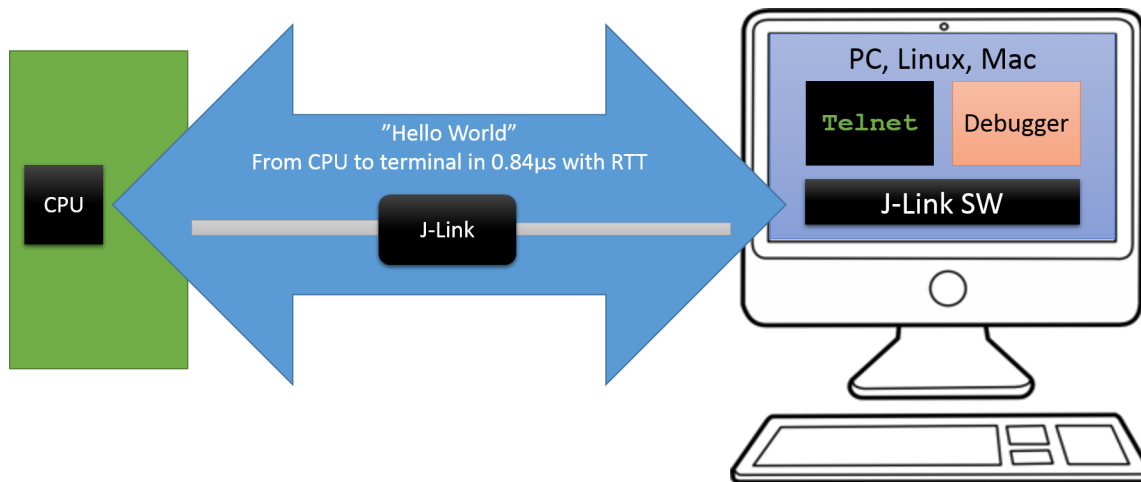 PC, Linux, Mac
Telnet
Debugger
J-Link SW
”Hello World”
From CPU to terminal in 0.84µs with RTT
CPU
J-Link